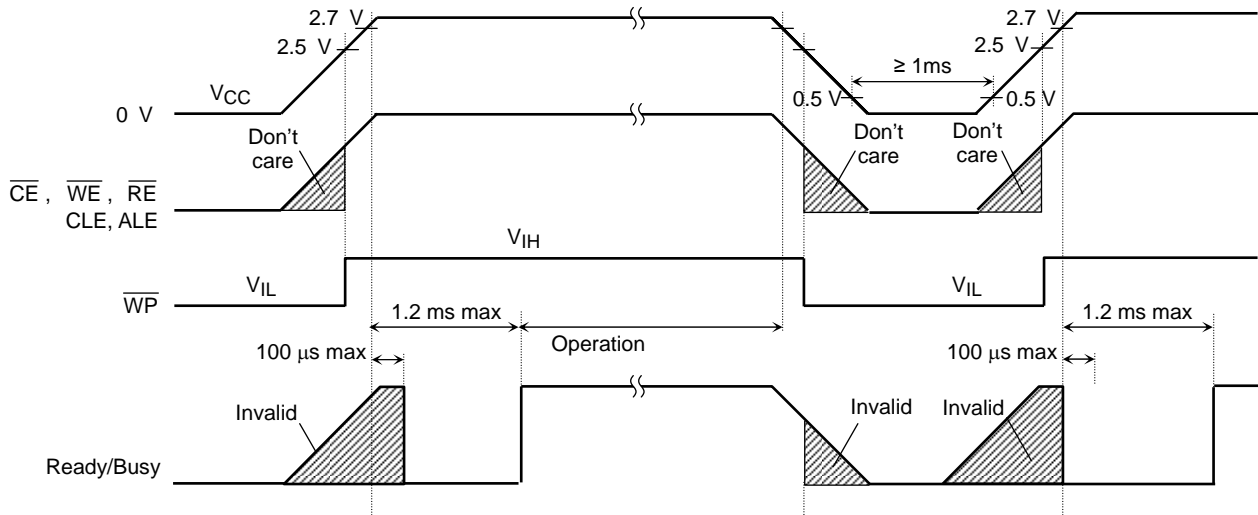 2.7 V
2.7 V
2.5 V
2.5 V
≥ 1ms
0.5 V
0.5 V
VCC
0 V
Don't care
Don't care
Don't care
CE , WE , RE
CLE, ALE
VIH
VIL
VIL
WP
1.2 ms max
1.2 ms max
Operation
100 μs max
100 μs max
Invalid
Invalid
Invalid
Ready/Busy